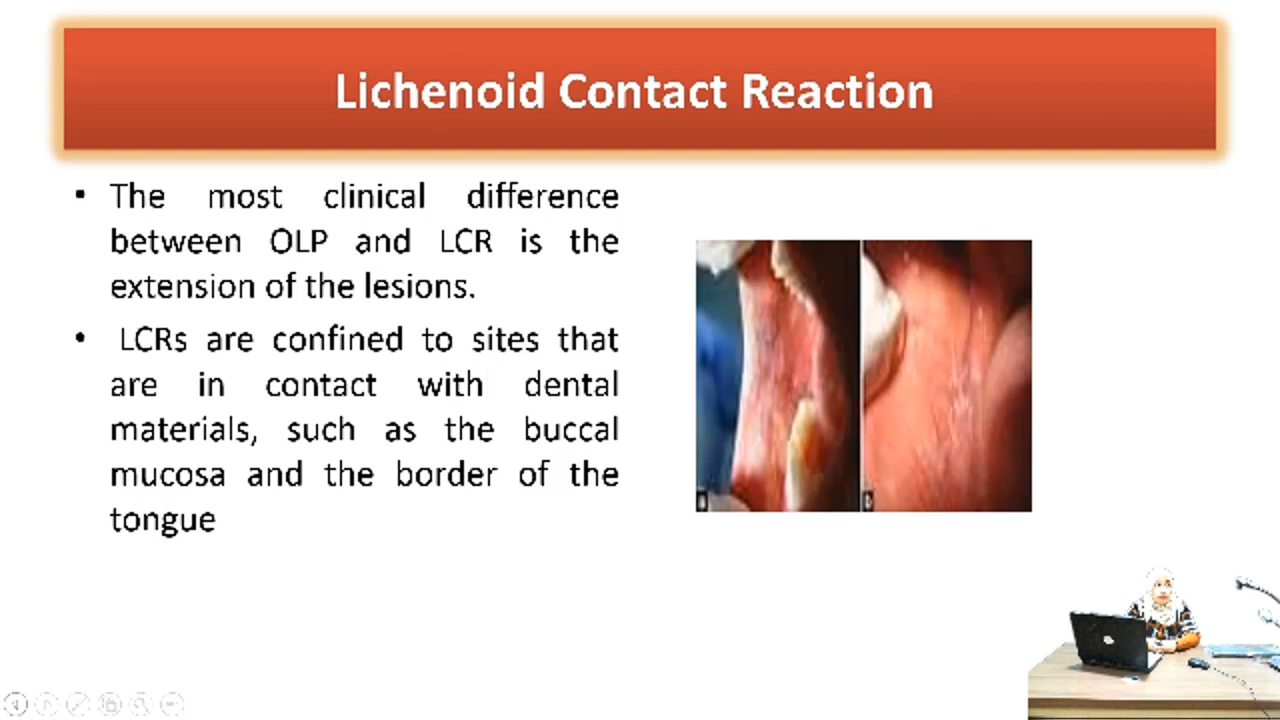 Lichenoid Contact Reaction
▪ The most clinical difference
between OLP and LCR is the
extension of the lesions.
• LCRs are confined to sites that
are in contact with dental
materials, such as the buccal
mucosa and the border of the
tongue